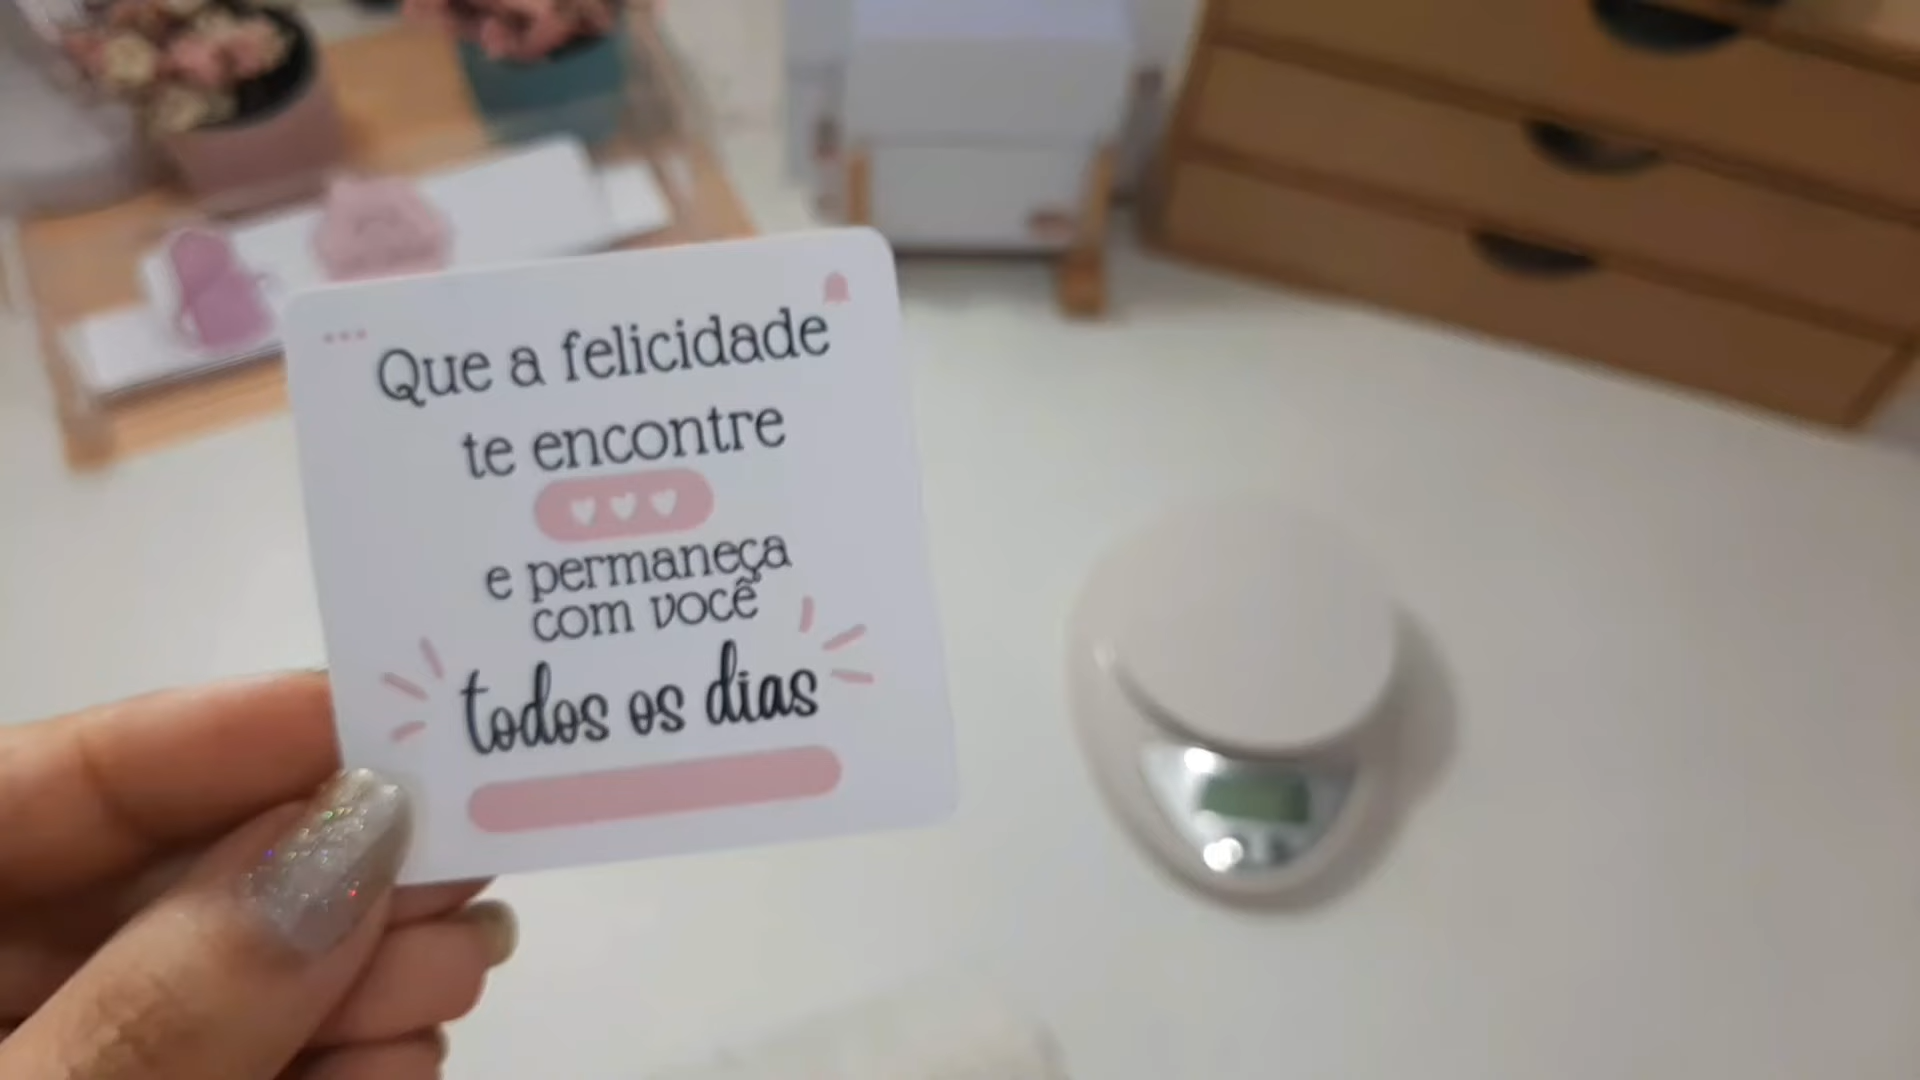 Que a felicidade
te encontre
e permaneça
com você
todos os dias